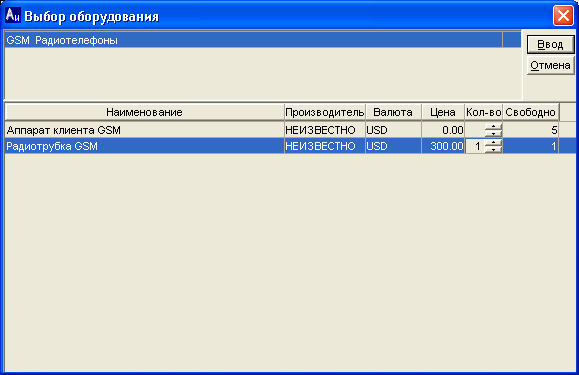 Ан Выбор оборудования
GSM Радиотелефоны
Ввод
Отмена
Наименование Производитель Валюта Цена Кол-во Свободно
Аппарат клиента GSM НЕИЗВЕСТНО USD 0.00 5
Радиотрубка GSM НЕИЗВЕСТНО USD 300.00 1 1